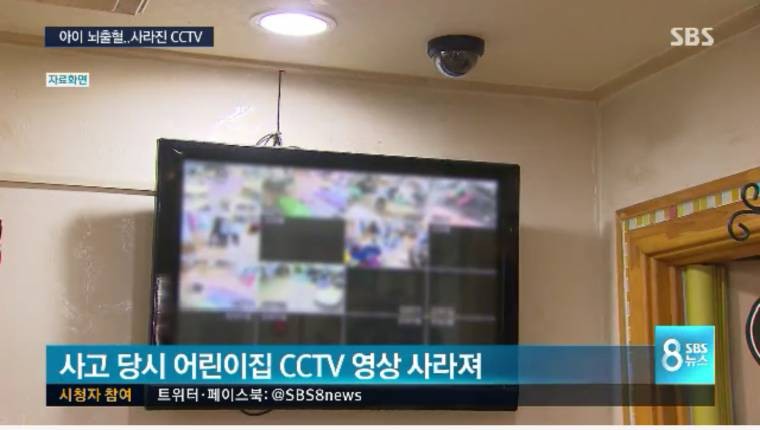 아이 뇌출혈..사라진 CCTV
SBS
자료화면
사고 당시 어린이집 CCTV 영상 사라져
8 SBS 뉴스
시청자 참여 트위터·페이스북: @SBS8news